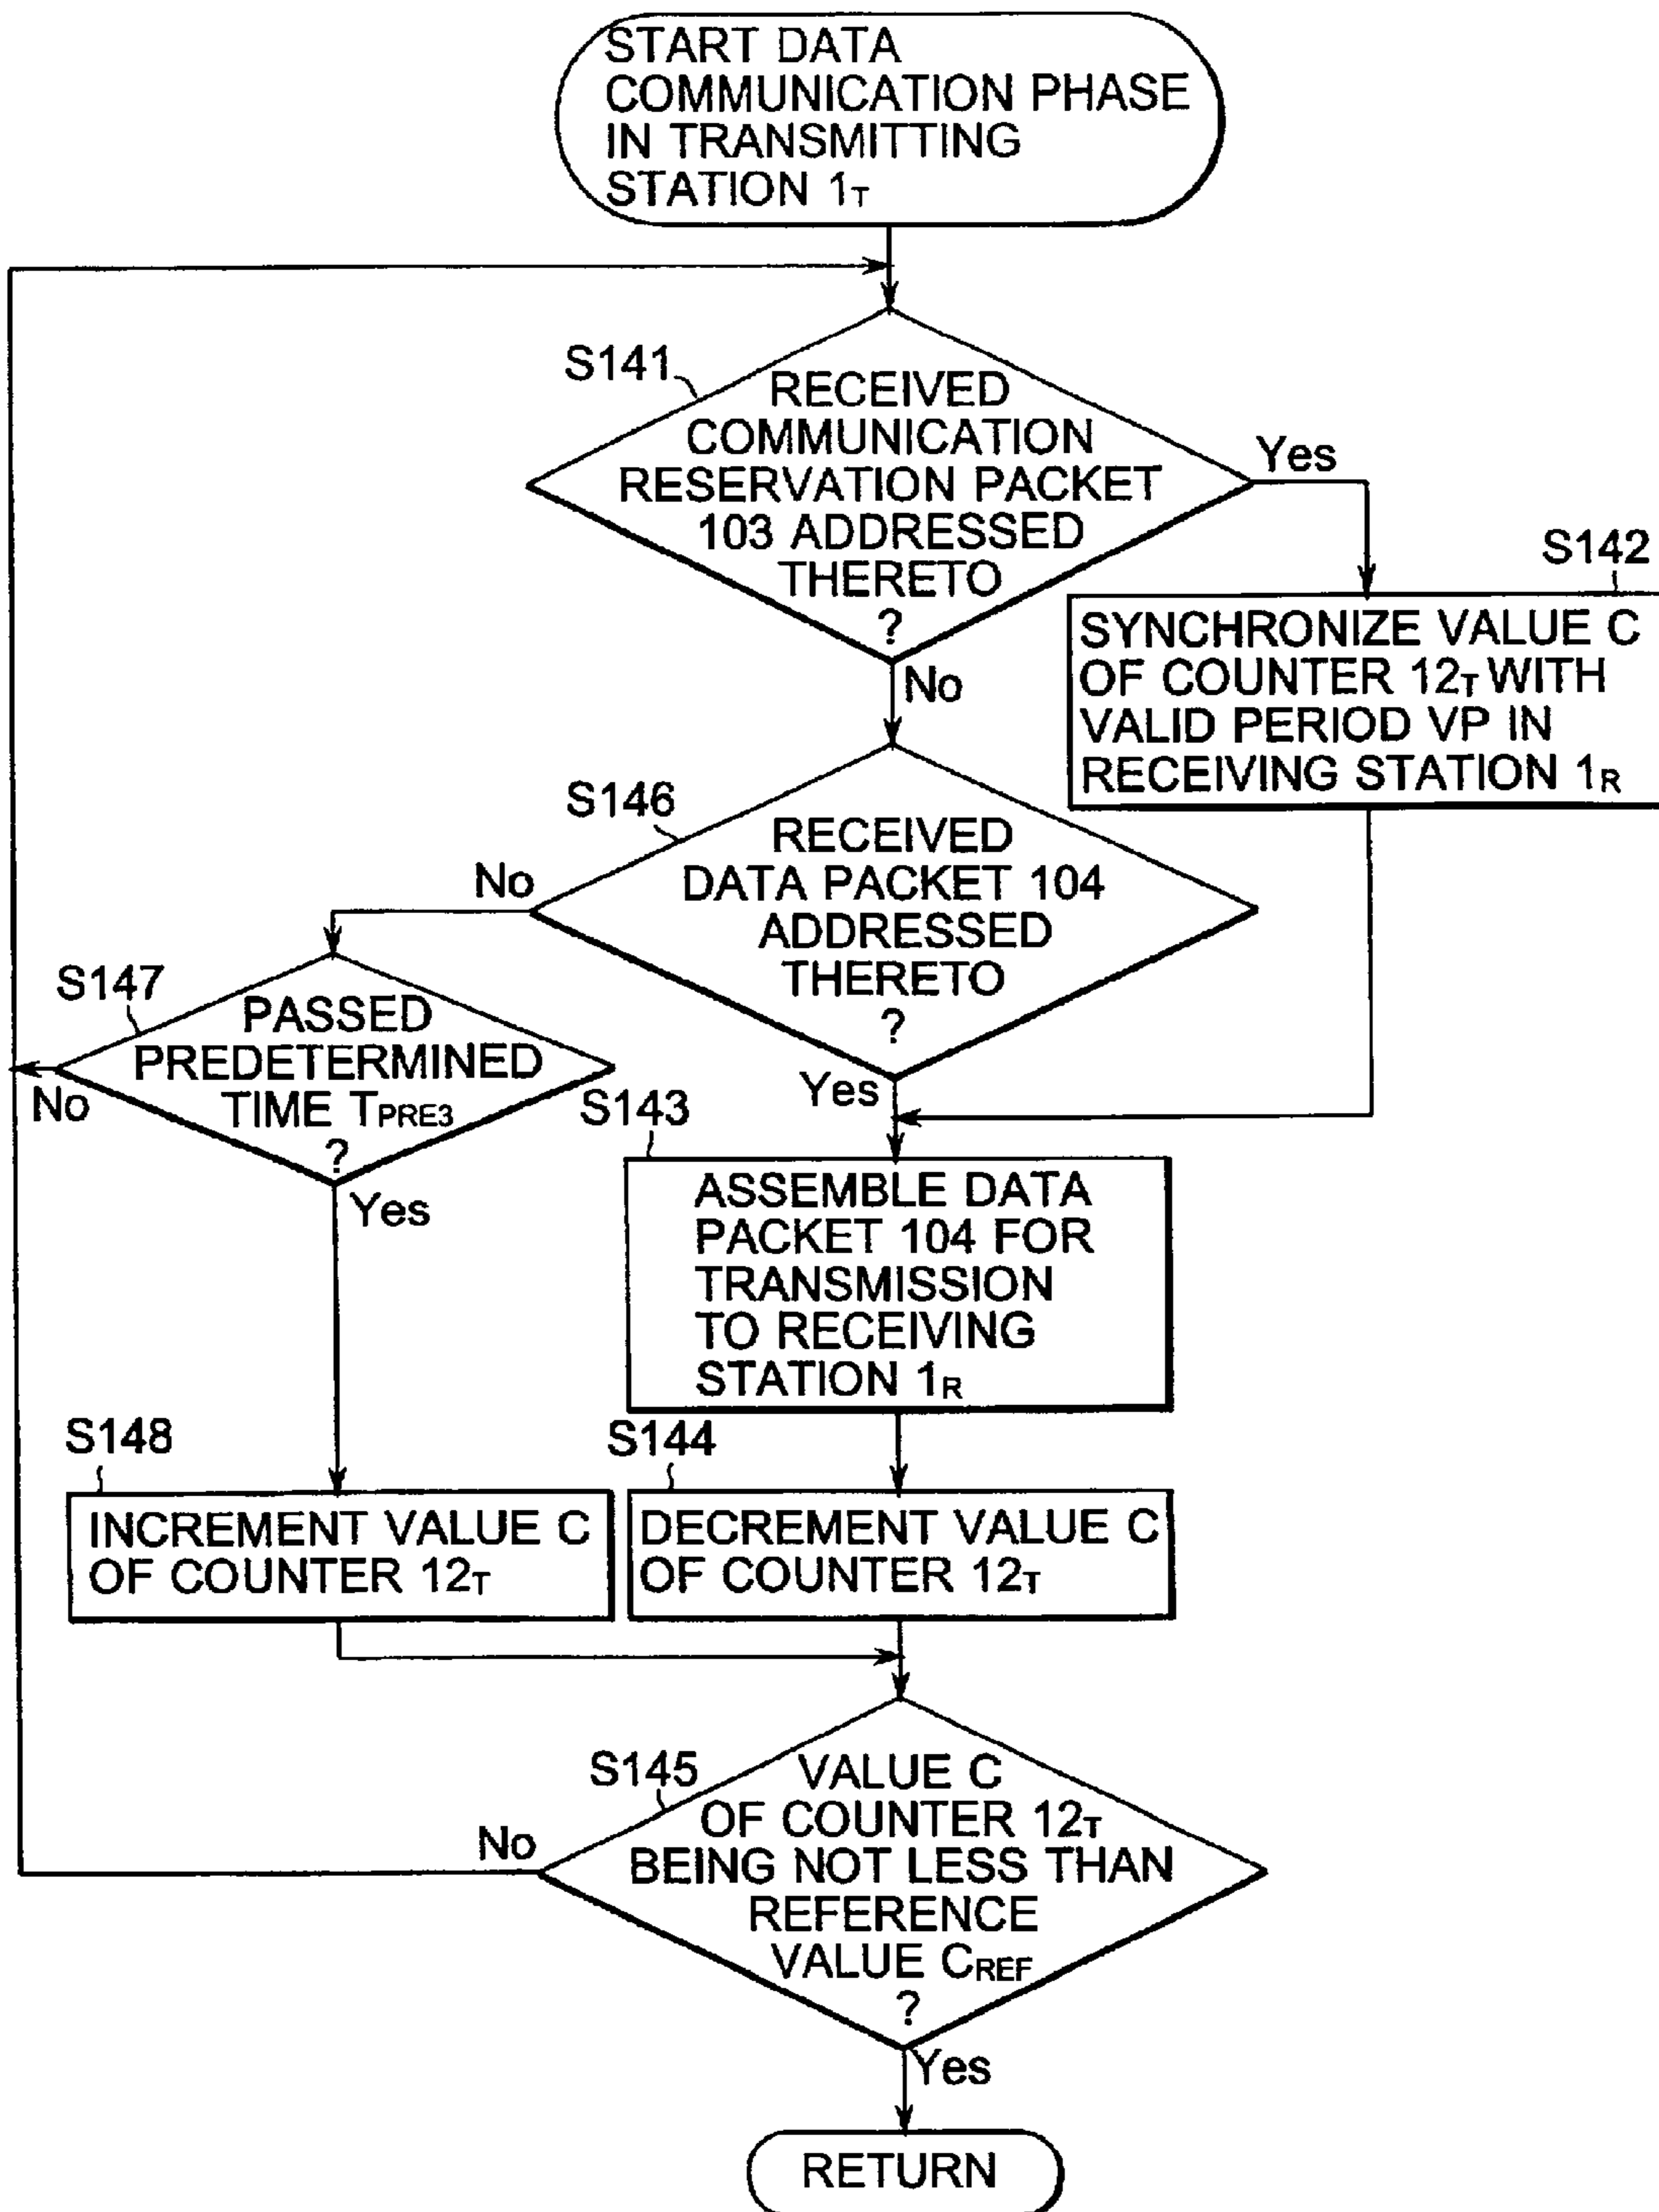 START DATA
COMMUNICATION PHASE
IN TRANSMITTING
STATION 1T
S141
RECEIVED
COMMUNICATION
RESERVATION PACKET
103 ADDRESSED
THERETO
?
Yes
No
S142
SYNCHRONIZE VALUE C
OF COUNTER 12T WITH
VALID PERIOD VP IN
RECEIVING STATION 1R
S146
RECEIVED
DATA PACKET 104
ADDRESSED
THERETO
?
No
Yes
S147
PASSED
PREDETERMINED
TIME TPRE3
?
No
Yes
S143
ASSEMBLE DATA
PACKET 104 FOR
TRANSMISSION
TO RECEIVING
STATION 1R
S148
INCREMENT VALUE C
OF COUNTER 12T
S144
DECREMENT VALUE C
OF COUNTER 12T
S145
VALUE C
OF COUNTER 12T
BEING NOT LESS THAN
REFERENCE
VALUE CREF
?
No
Yes
RETURN